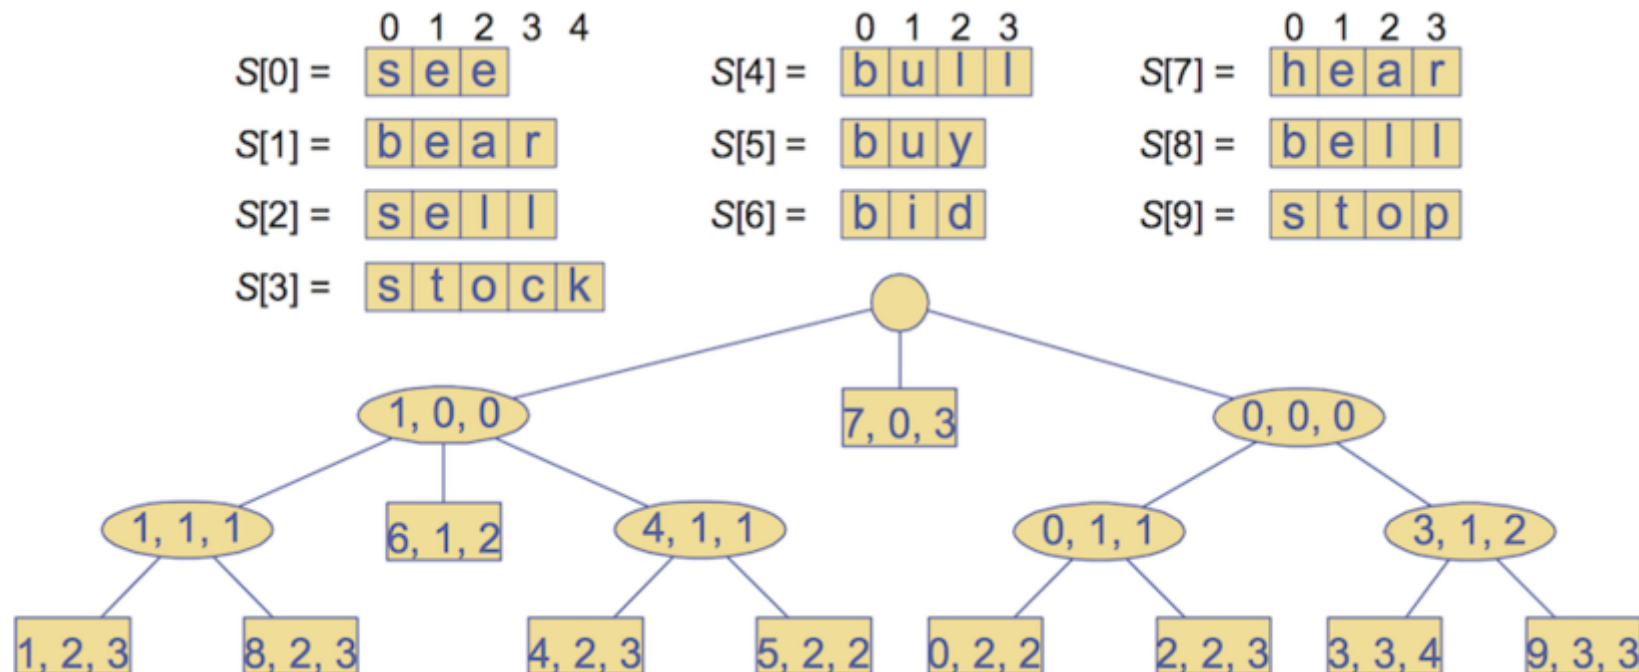 0 1 2 3 4 0 1 2 3 0 1 2 3
S[0] = s e e S[4] = b u l l S[7] = h e a r
S[1] = b e a r S[5] = b u y S[8] = b e l l
S[2] = s e l l S[6] = b i d S[9] = s t o p
S[3] = s t o c k
1, 0, 0 7, 0, 3 0, 0, 0
1, 1, 1 6, 1, 2 4, 1, 1 0, 1, 1 3, 1, 2
1, 2, 3 8, 2, 3 4, 2, 3 5, 2, 2 0, 2, 2 2, 2, 3 3, 3, 4 9, 3, 3